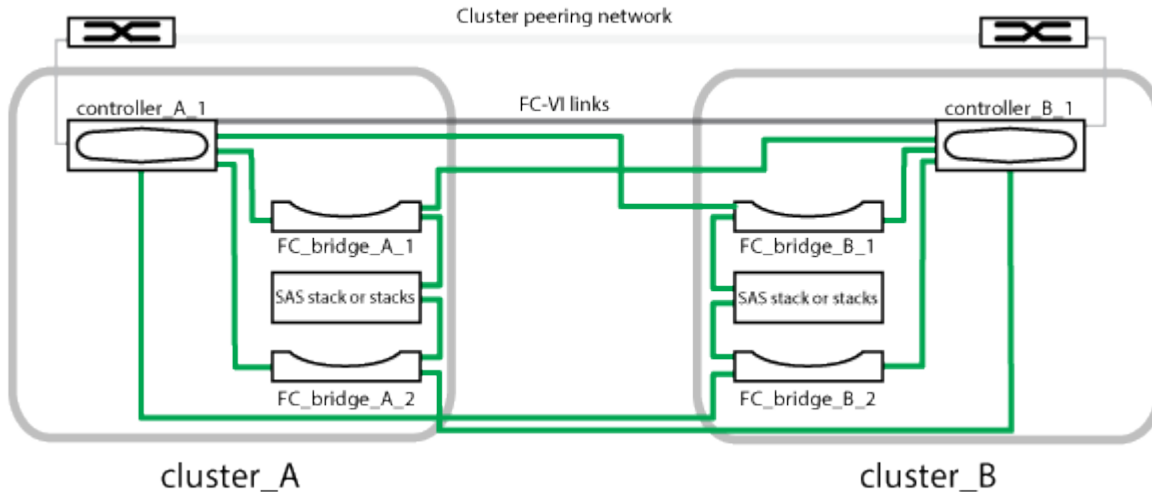 Cluster peering network
controller_A_1
FC-VI links
controller_B_1
FC_bridge_A_1
FC_bridge_B_1
SAS stack or stacks
SAS stack or stacks
FC_bridge_A_2
FC_bridge_B_2
cluster_A
cluster_B